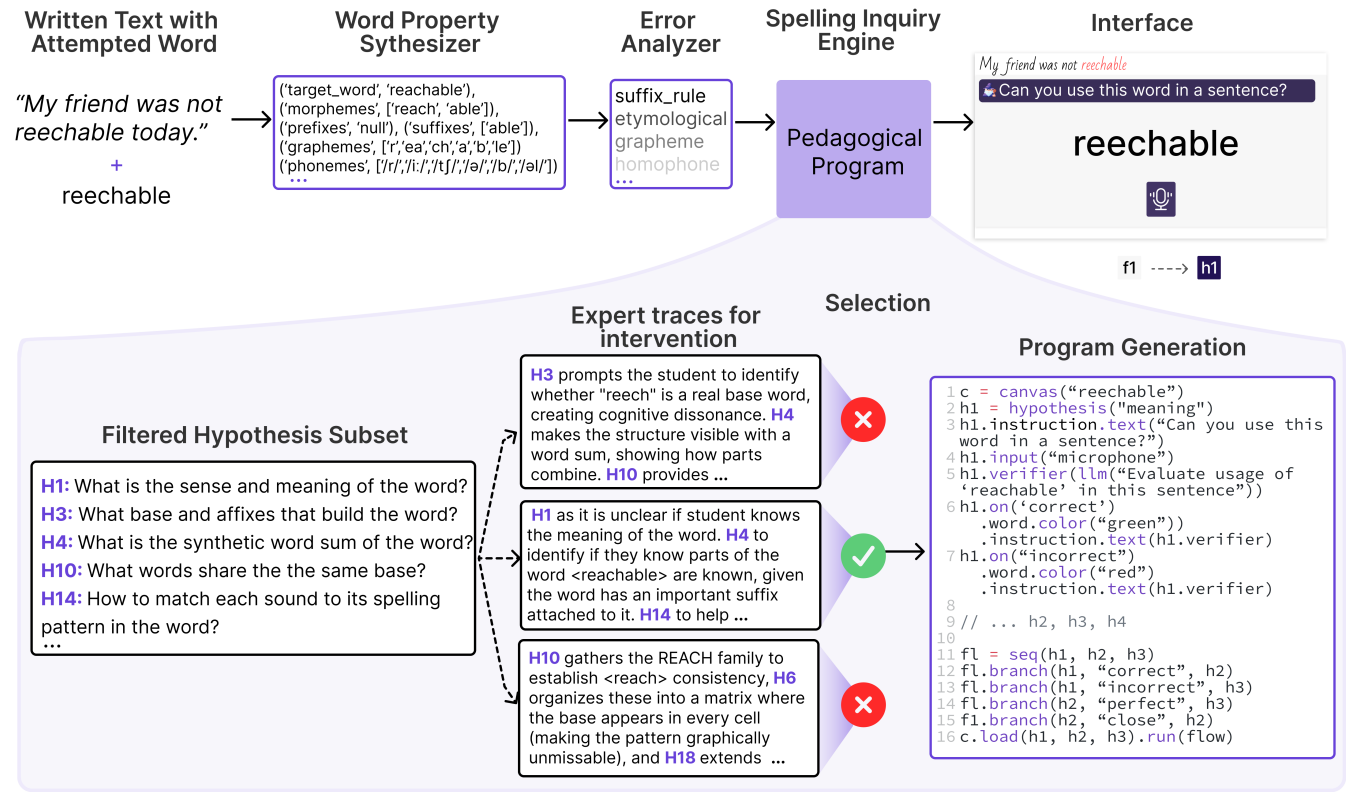 Written Text with
Attempted Word
“My friend was not
reechable today.”
+
reechable
Word Property
Sythesizer
(‘target_word’, ‘reachable’),
(‘morphemes’, [‘reach’, ‘able’]),
(‘prefixes’, ‘null’), (‘suffixes’, [‘able’]),
(‘graphemes’, [‘r’,‘ea’,‘ch’,‘a’,‘b’,‘le’])
(‘phonemes’, [‘/r/’,‘/iː/’,‘/tʃ/’,‘/ə/’,‘/b/’,‘/əl/’])
...
Error
Analyzer
suffix_rule
etymological
grapheme
homophone
...
Spelling Inquiry
Engine
Pedagogical
Program
Interface
My friend was not reechable
Can you use this word in a sentence?
reechable
f1
h1
Filtered Hypothesis Subset
H1: What is the sense and meaning of the word?
H3: What base and affixes that build the word?
H4: What is the synthetic word sum of the word?
H10: What words share the the same base?
H14: How to match each sound to its spelling
pattern in the word?
...
Expert traces for
intervention
H3 prompts the student to identify
whether "reech" is a real base word,
creating cognitive dissonance. H4
makes the structure visible with a
word sum, showing how parts
combine. H10 provides ...
H1 as it is unclear if student knows
the meaning of the word. H4 to
identify if they know parts of the
word <reachable> are known, given
the word has an important suffix
attached to it. H14 to help ...
H10 gathers the REACH family to
establish <reach> consistency, H6
organizes these into a matrix where
the base appears in every cell
(making the pattern graphically
unmissable), and H18 extends ...
Selection
Program Generation
1 c = canvas(“reechable”)
2 h1 = hypothesis("meaning")
3 h1.instruction.text(“Can you use this
word in a sentence?”)
4 h1.input(“microphone”)
5 h1.verifier(llm(“Evaluate usage of
‘reachable’ in this sentence”))
6 h1.on(‘correct’)
.word.color(“green”))
.instruction.text(h1.verifier)
7 h1.on(“incorrect”)
.word.color(“red”)
.instruction.text(h1.verifier)
8
9 // ... h2, h3, h4
10
11 fl = seq(h1, h2, h3)
12 fl.branch(h1, “correct”, h2)
13 fl.branch(h1, “incorrect”, h3)
14 fl.branch(h2, “perfect”, h3)
15 f1.branch(h2, “close”, h2)
16 c.load(h1, h2, h3).run(flow)